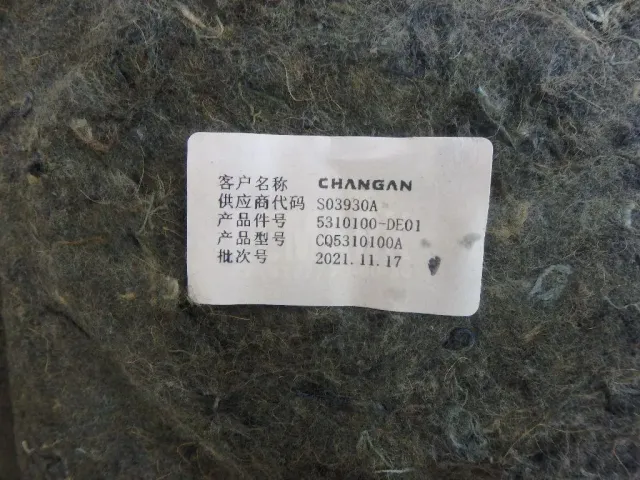 客户名称 CHANGAN
供应商代码 S03930A
产品件号 5310100-DE01
产品型号 CQ5310100A
批次号 2021.11.17